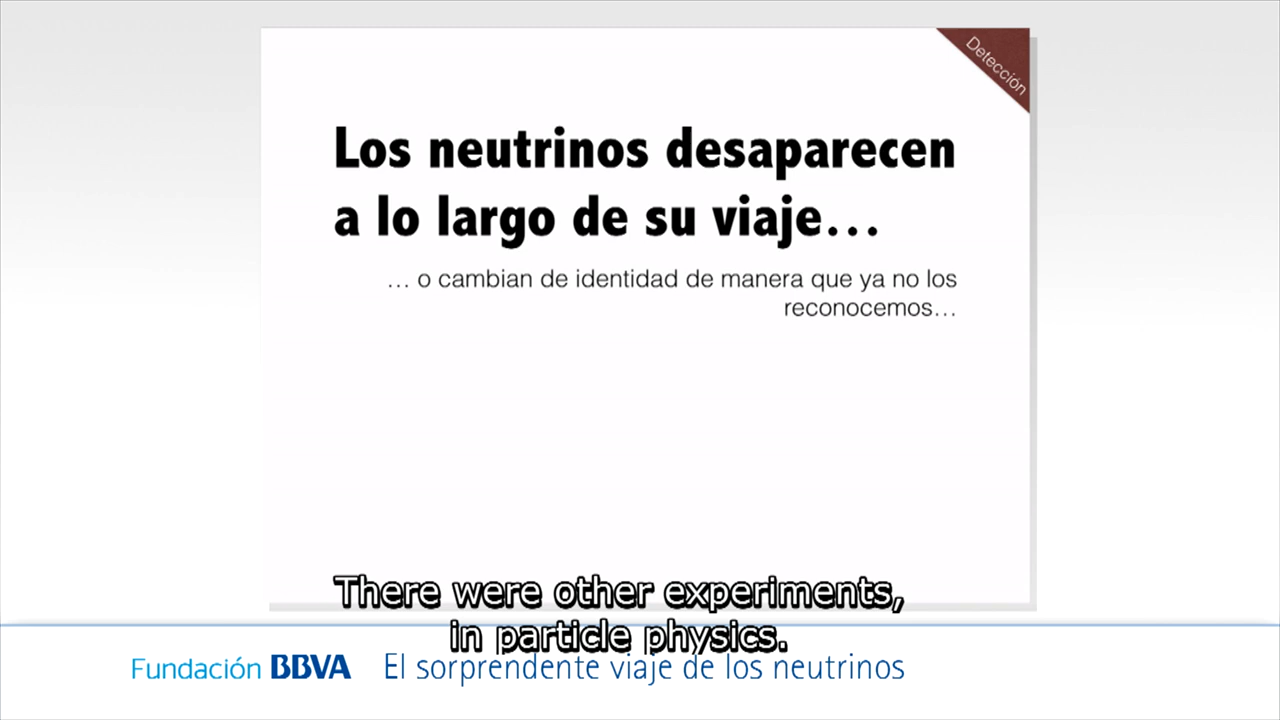 Detección
Los neutrinos desaparecen
a lo largo de su viaje…
… o cambian de identidad de manera que ya no los
reconocemos…
There were other experiments,
in particle physics.
Fundación BBVA El sorprendente viaje de los neutrinos